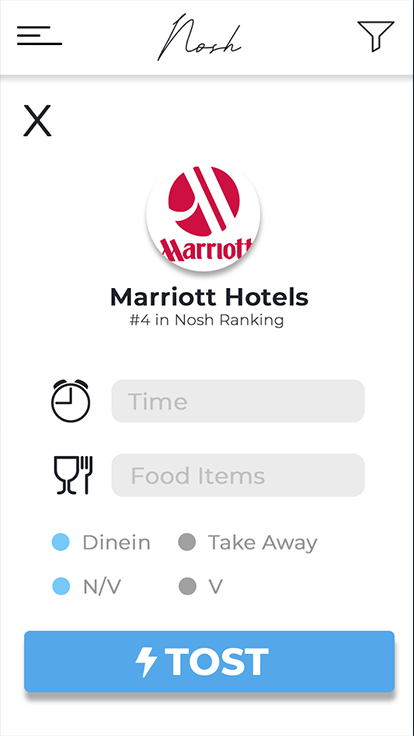 Nosh
X
Marriott
Marriott Hotels
#4 in Nosh Ranking
Time
Food Items
Dinein Take Away
N/V V
TOST